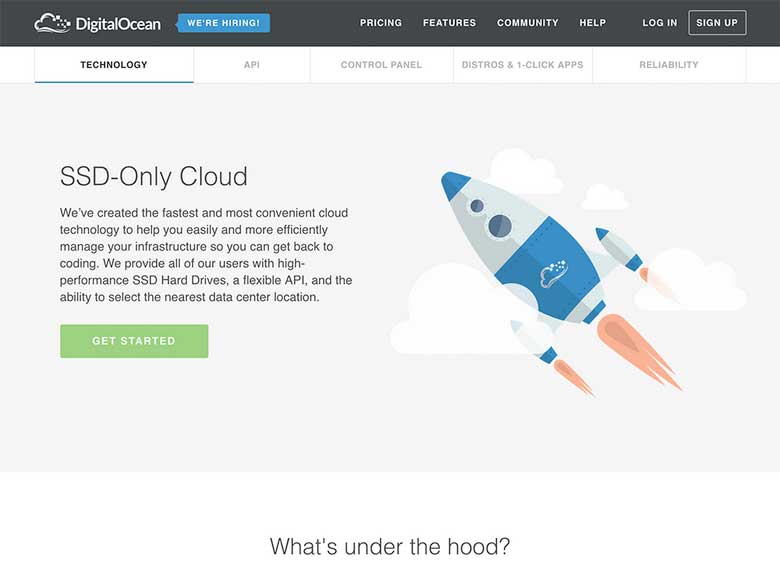 DigitalOcean WE'RE HIRING! PRICING FEATURES COMMUNITY HELP LOG IN SIGN UP
TECHNOLOGY API CONTROL PANEL DISTROS & 1-CLICK APPS RELIABILITY
SSD-Only Cloud
We've created the fastest and most convenient cloud
technology to help you easily and more efficiently
manage your infrastructure so you can get back to
coding. We provide all of our users with high-
performance SSD Hard Drives, a flexible API, and the
ability to select the nearest data center location.
GET STARTED
What's under the hood?